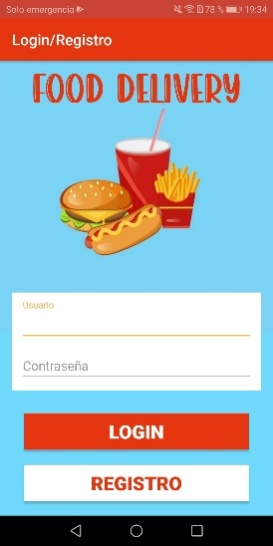 Solo emergencia 78 % 19:34
Login/Registro
FOOD DELIVERY
Usuario
Contraseña
LOGIN
REGISTRO